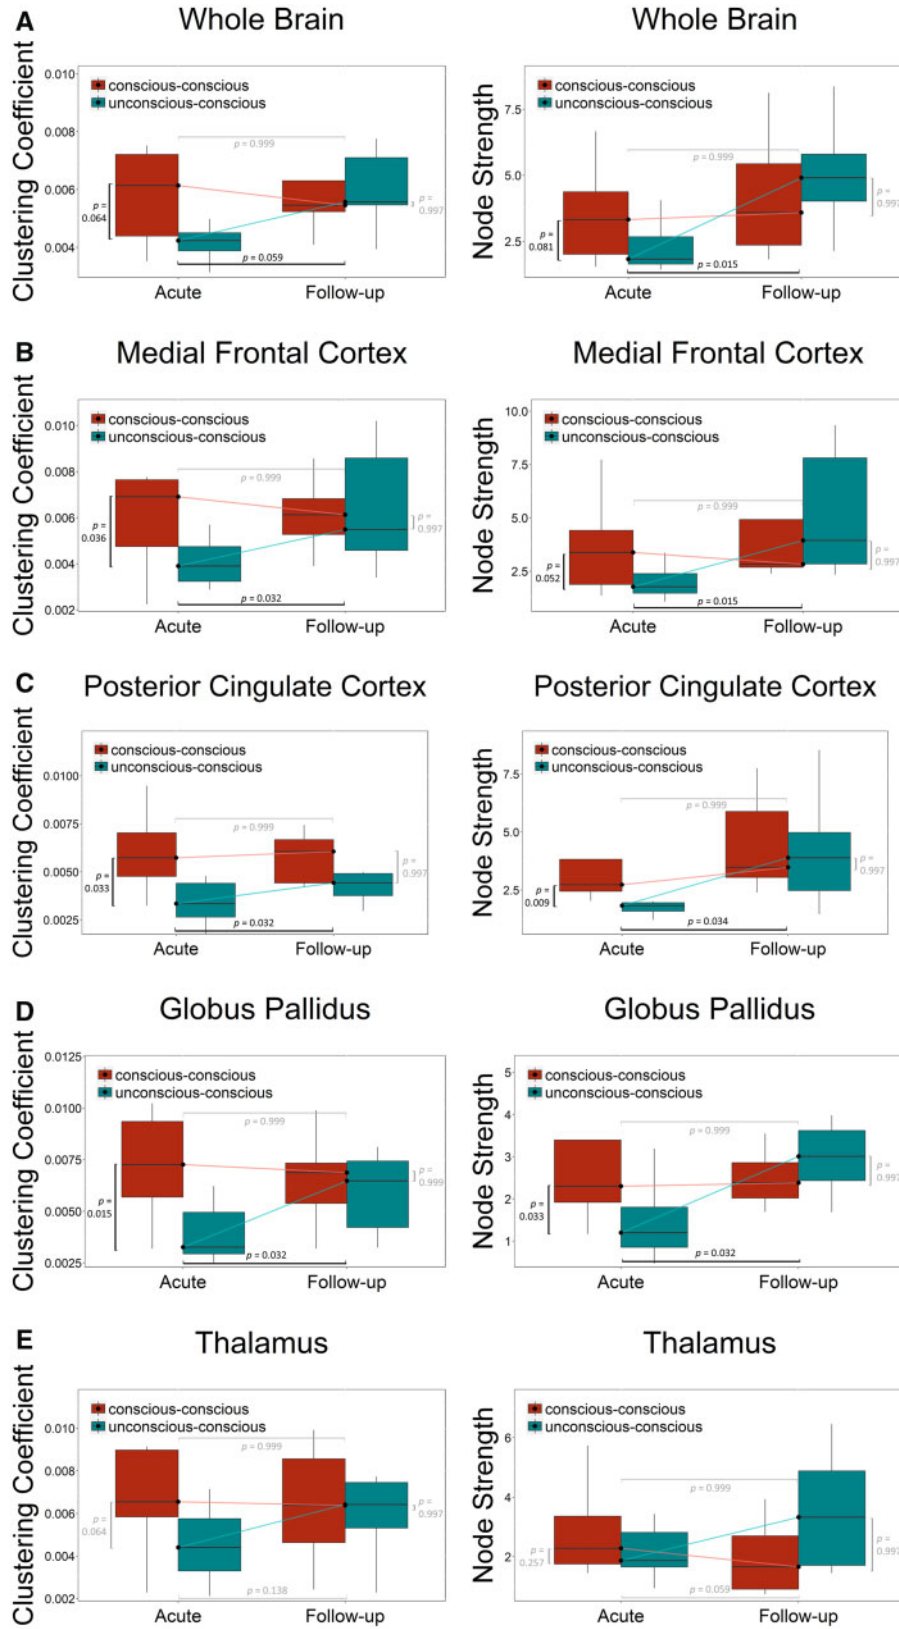 A
Whole Brain
Clustering Coefficient
0.010
0.008
0.006
0.004
conscious-conscious
unconscious-conscious
p = 0.999
p =
0.064
p =
0.997
p = 0.059
Acute
Follow-up
Whole Brain
Node Strength
7.5
5.0
2.5
conscious-conscious
unconscious-conscious
p = 0.999
p =
0.081
p =
0.997
p = 0.015
Acute
Follow-up
B
Medial Frontal Cortex
Clustering Coefficient
0.010
0.008
0.006
0.004
0.002
conscious-conscious
unconscious-conscious
p = 0.999
p =
0.036
p =
0.997
p = 0.032
Acute
Follow-up
Medial Frontal Cortex
Node Strength
10.0
7.5
5.0
2.5
conscious-conscious
unconscious-conscious
p = 0.999
p =
0.052
p =
0.997
p = 0.015
Acute
Follow-up
C
Posterior Cingulate Cortex
Clustering Coefficient
0.0100
0.0075
0.0050
0.0025
conscious-conscious
unconscious-conscious
p = 0.999
p =
0.033
p =
0.997
p = 0.032
Acute
Follow-up
Posterior Cingulate Cortex
Node Strength
7.5
5.0
2.5
conscious-conscious
unconscious-conscious
p = 0.999
p =
0.009
p =
0.997
p = 0.034
Acute
Follow-up
D
Globus Pallidus
Clustering Coefficient
0.0125
0.0100
0.0075
0.0050
0.0025
conscious-conscious
unconscious-conscious
p = 0.999
p =
0.015
p =
0.999
p = 0.032
Acute
Follow-up
Globus Pallidus
Node Strength
5
4
3
2
1
conscious-conscious
unconscious-conscious
p = 0.999
p =
0.033
p =
0.997
p = 0.032
Acute
Follow-up
E
Thalamus
Clustering Coefficient
0.010
0.008
0.006
0.004
0.002
conscious-conscious
unconscious-conscious
p = 0.999
p =
0.064
p =
0.997
p = 0.138
Acute
Follow-up
Thalamus
Node Strength
6
4
2
conscious-conscious
unconscious-conscious
p = 0.999
p =
0.257
p =
0.997
p = 0.059
Acute
Follow-up